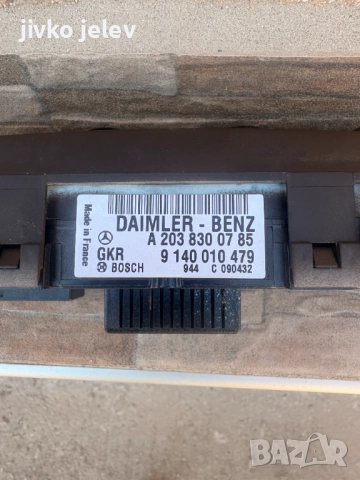 jivko jelev
Made in France
DAIMLER - BENZ
A 203 830 07 85
GKR 9 140 010 479
BOSCH 944 C 090432
BAZAR
bg